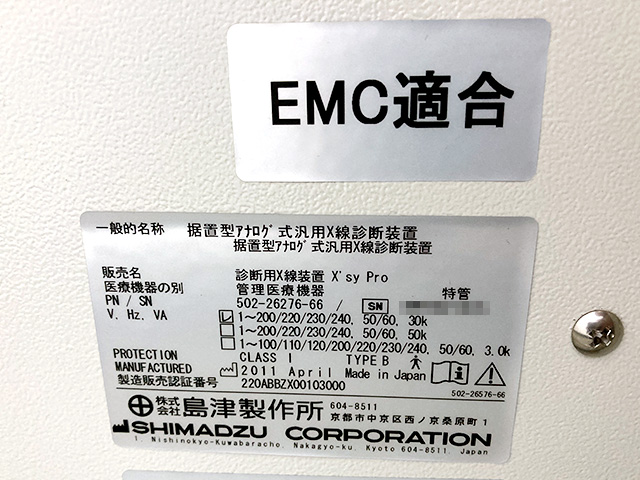 EMC適合
一般的名称 据置型アナログ式汎用X線診断装置
据置型アナログ式汎用X線診断装置
販売名 診断用X線装置 X'sy Pro
医療機器の別 管理医療機器 特管
PN / SN 502-26276-66 / SN
V. Hz. VA 1～200/220/230/240. 50/60. 30k
1～200/220/230/240. 50/60.
1～100/110/120/200/220/230/240. 50/60. 3.0k
PROTECTION CLASS I TYPE B
MANUFACTURED 2011 April Made in Japan
製造販売認証番号 220ABBZX00103000
502-26576-66
株式会社 島津製作所 604-8511
京都市中京区西ノ京桑原町1
SHIMADZU CORPORATION
1. Nishinokyo-Kuwabaracho. Nakagyo-ku. Kyoto 604-8511 Japan